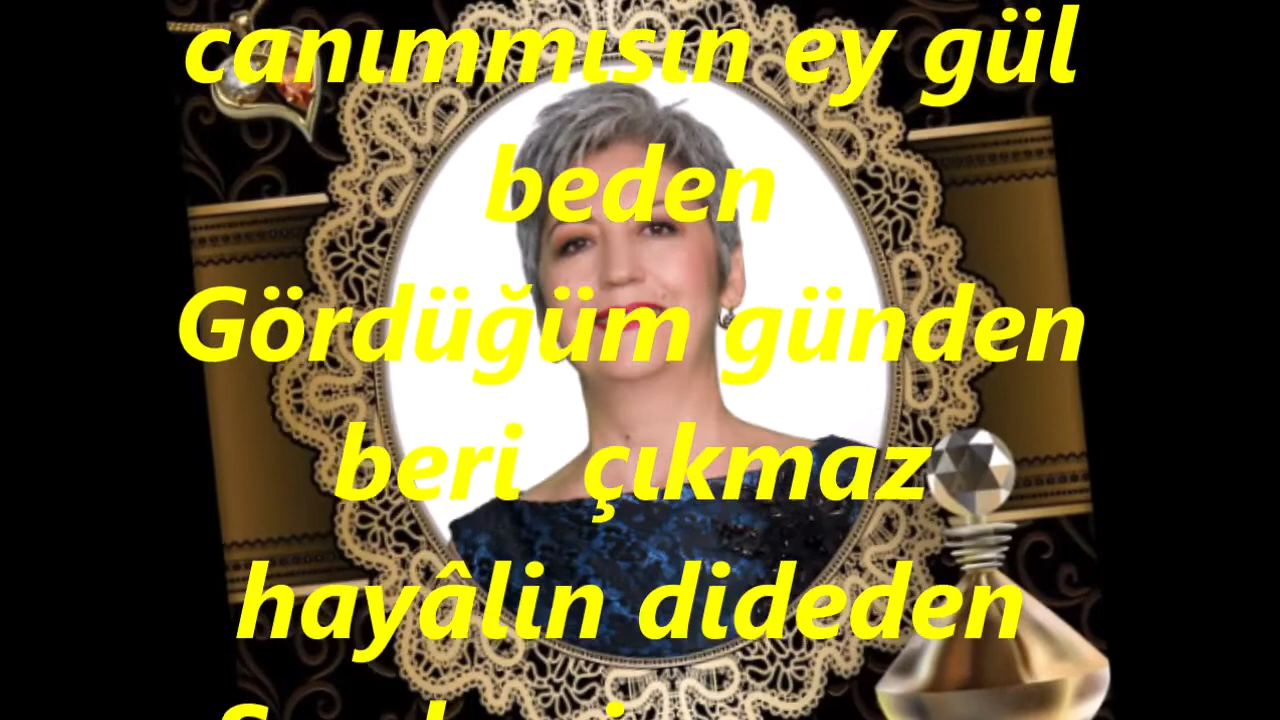 canımmısın ey gül
beden
Gördüğüm günden
beri çıkmaz
hayâlin dideden